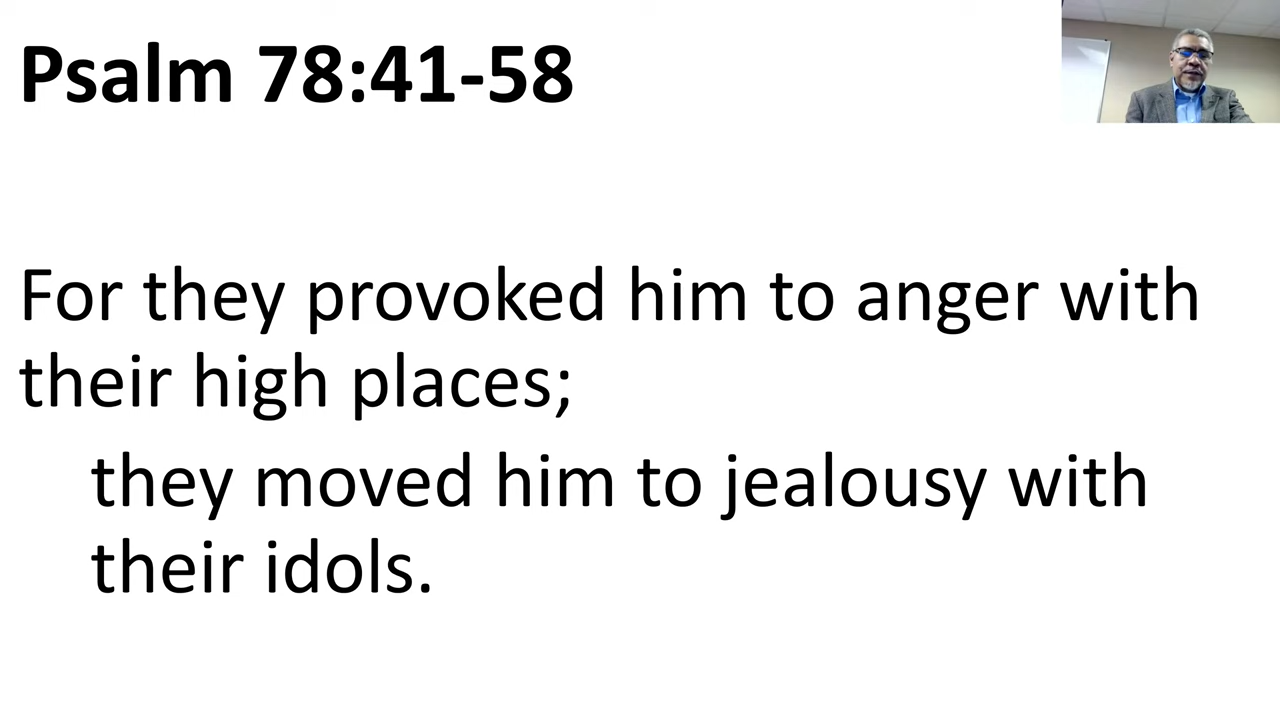 Psalm 78:41-58
For they provoked him to anger with
their high places;
they moved him to jealousy with
their idols.